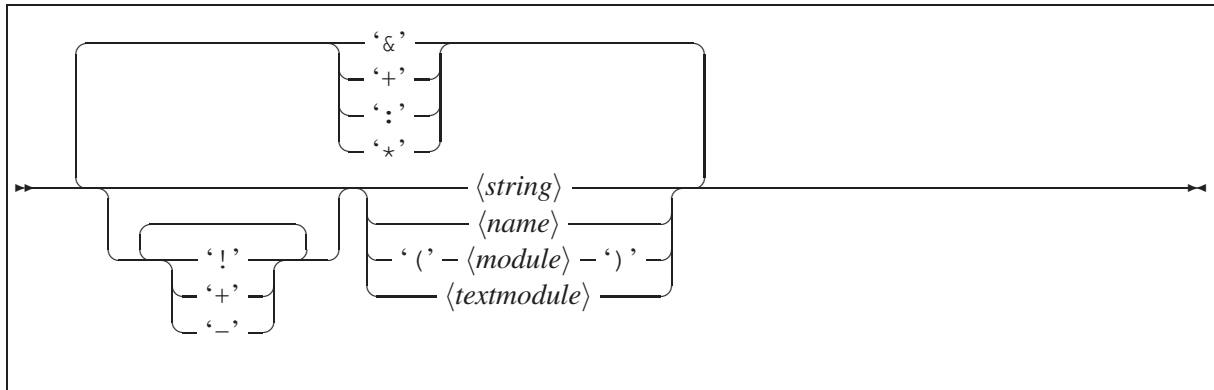 ‘&’
‘+’
‘:’
‘*’
⟨string⟩
⟨name⟩
‘!’ ‘(’ ⟨module⟩ ‘)’
‘+’ ⟨textmodule⟩
‘-’